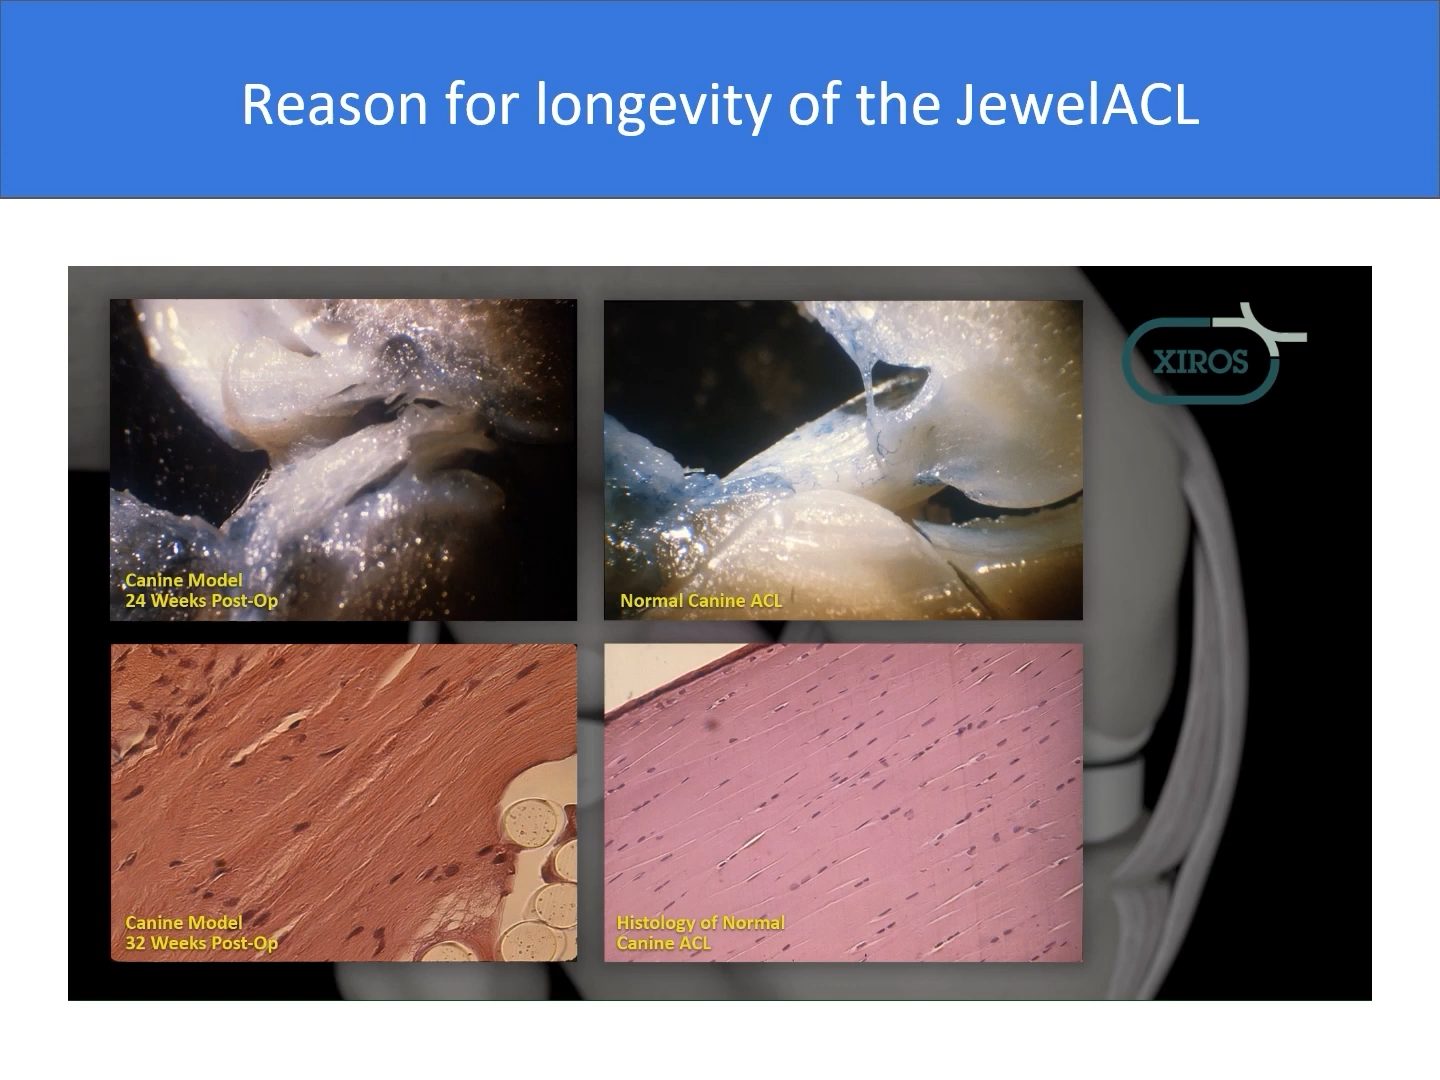 Reason for longevity of the JewelACL
XIROS
Canine Model
24 Weeks Post-Op
Normal Canine ACL
Canine Model
32 Weeks Post-Op
Histology of Normal
Canine ACL